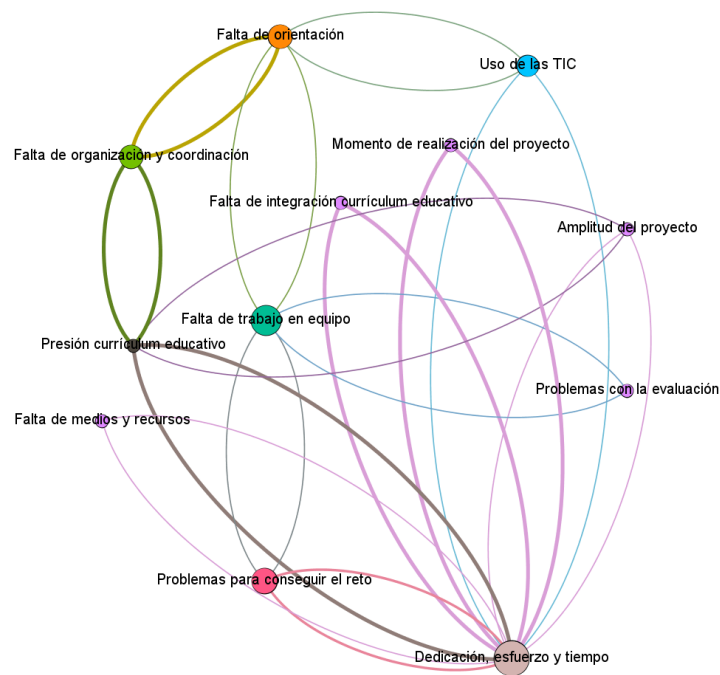 Falta de orientación
Uso de las TIC
Momento de realización del proyecto
Falta de organización y coordinación
Falta de integración currículum educativo
Amplitud del proyecto
Falta de trabajo en equipo
Presión currículum educativo
Problemas con la evaluación
Falta de medios y recursos
Problemas para conseguir el reto
Dedicación, esfuerzo y tiempo